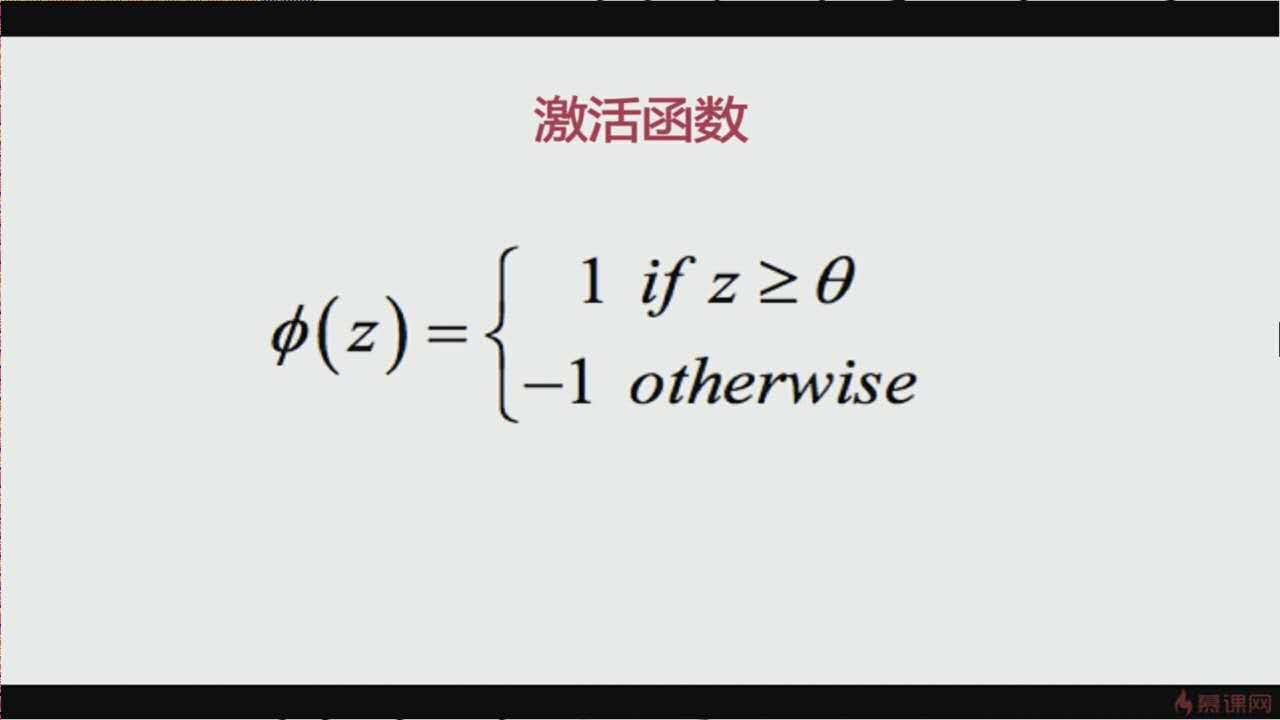 激活函数
ϕ(z) = { 1 if z ≥ θ
−1 otherwise
慕课网